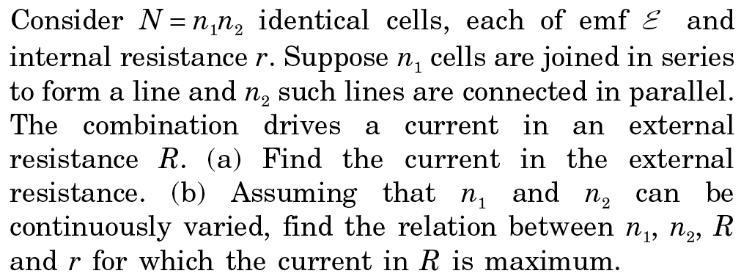 Consider N = n₁n₂ identical cells, each of emf ℰ and
internal resistance r. Suppose n₁ cells are joined in series
to form a line and n₂ such lines are connected in parallel.
The combination drives a current in an external
resistance R. (a) Find the current in the external
resistance. (b) Assuming that n₁ and n₂ can be
continuously varied, find the relation between n₁, n₂, R
and r for which the current in R is maximum.